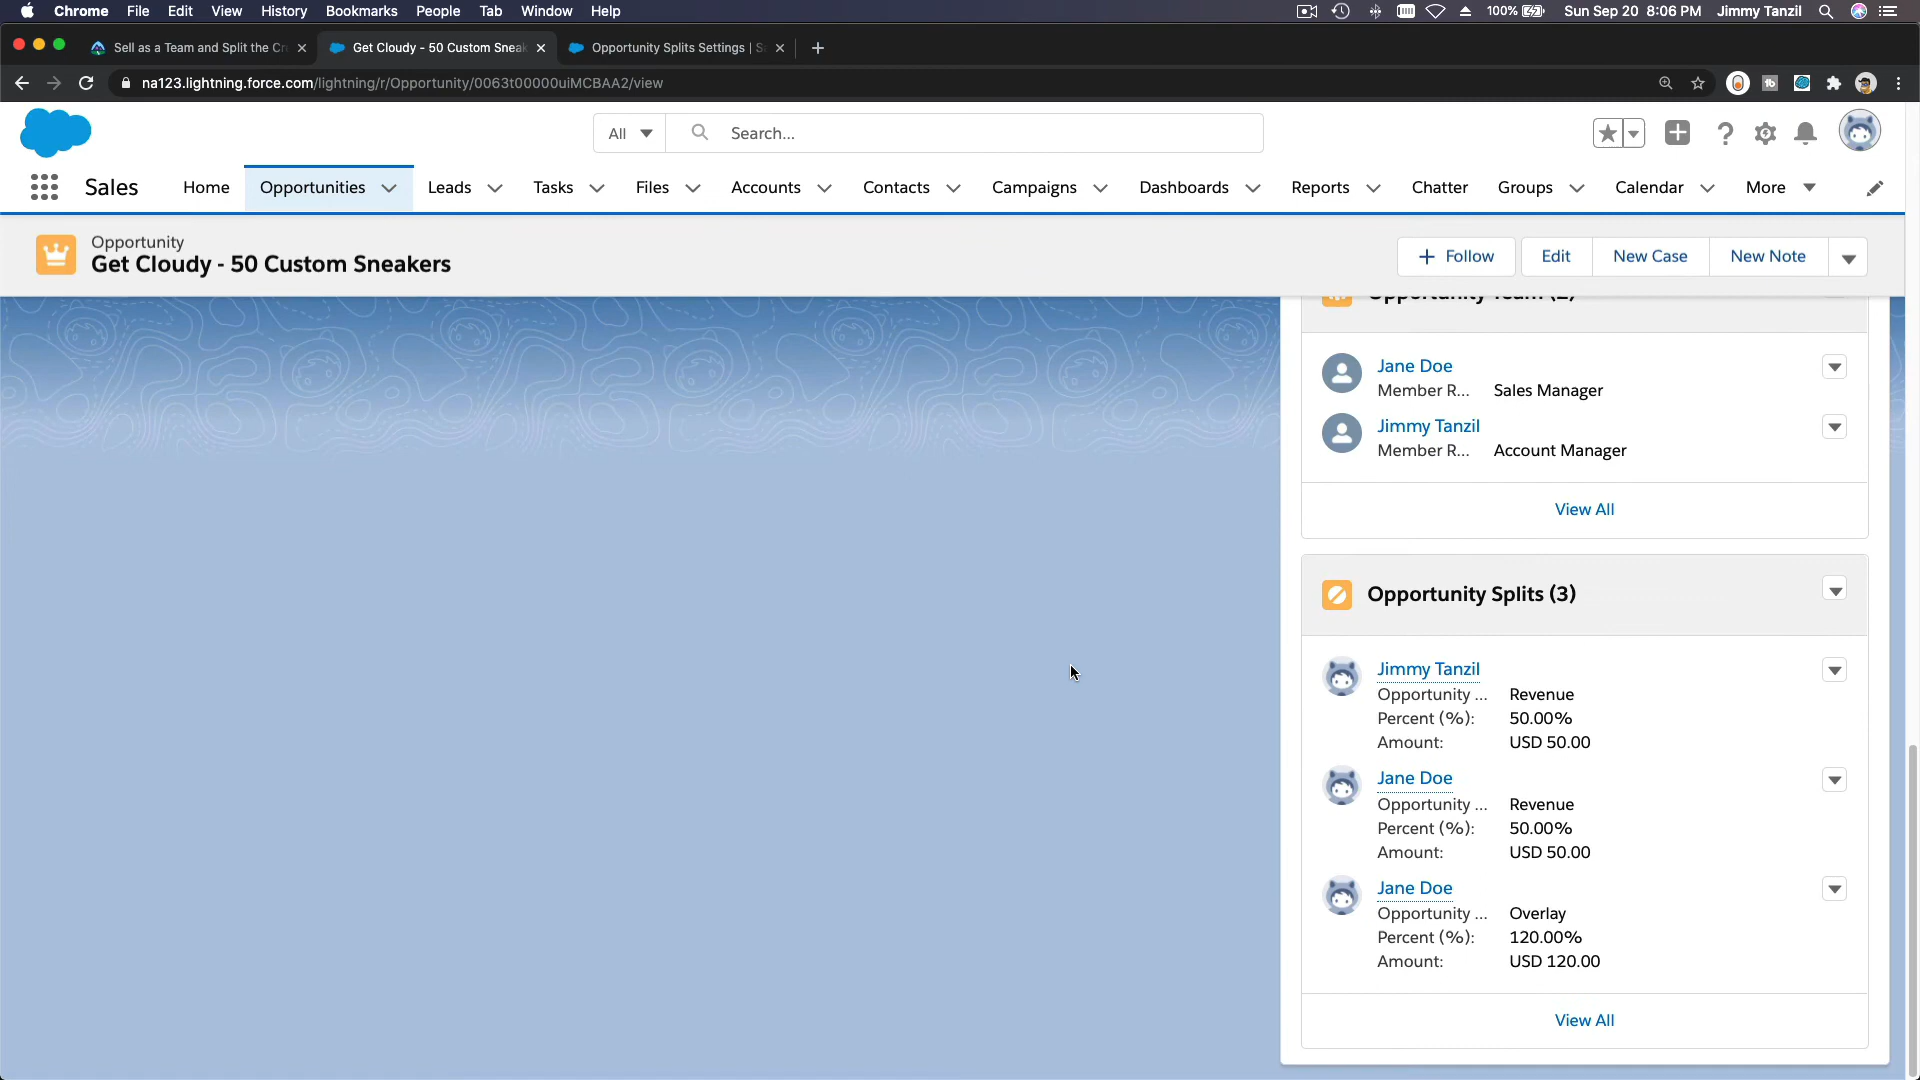 Chrome File Edit View History Bookmarks People Tab Window Help 100% Sun Sep 20 8:06 PM Jimmy Tanzil
Sell as a Team and Split the Cr Get Cloudy - 50 Custom Sneak Opportunity Splits Settings | S
na123.lightning.force.com/lightning/r/Opportunity/0063t00000uiMCBAA2/view
All Search...
Sales Home Opportunities Leads Tasks Files Accounts Contacts Campaigns Dashboards Reports Chatter Groups Calendar More
Opportunity
Get Cloudy - 50 Custom Sneakers
Follow Edit New Case New Note
Opportunity Team (2)
Jane Doe
Member R... Sales Manager
Jimmy Tanzil
Member R... Account Manager
View All
Opportunity Splits (3)
Jimmy Tanzil
Opportunity ... Revenue
Percent (%): 50.00%
Amount: USD 50.00
Jane Doe
Opportunity ... Revenue
Percent (%): 50.00%
Amount: USD 50.00
Jane Doe
Opportunity ... Overlay
Percent (%): 120.00%
Amount: USD 120.00
View All